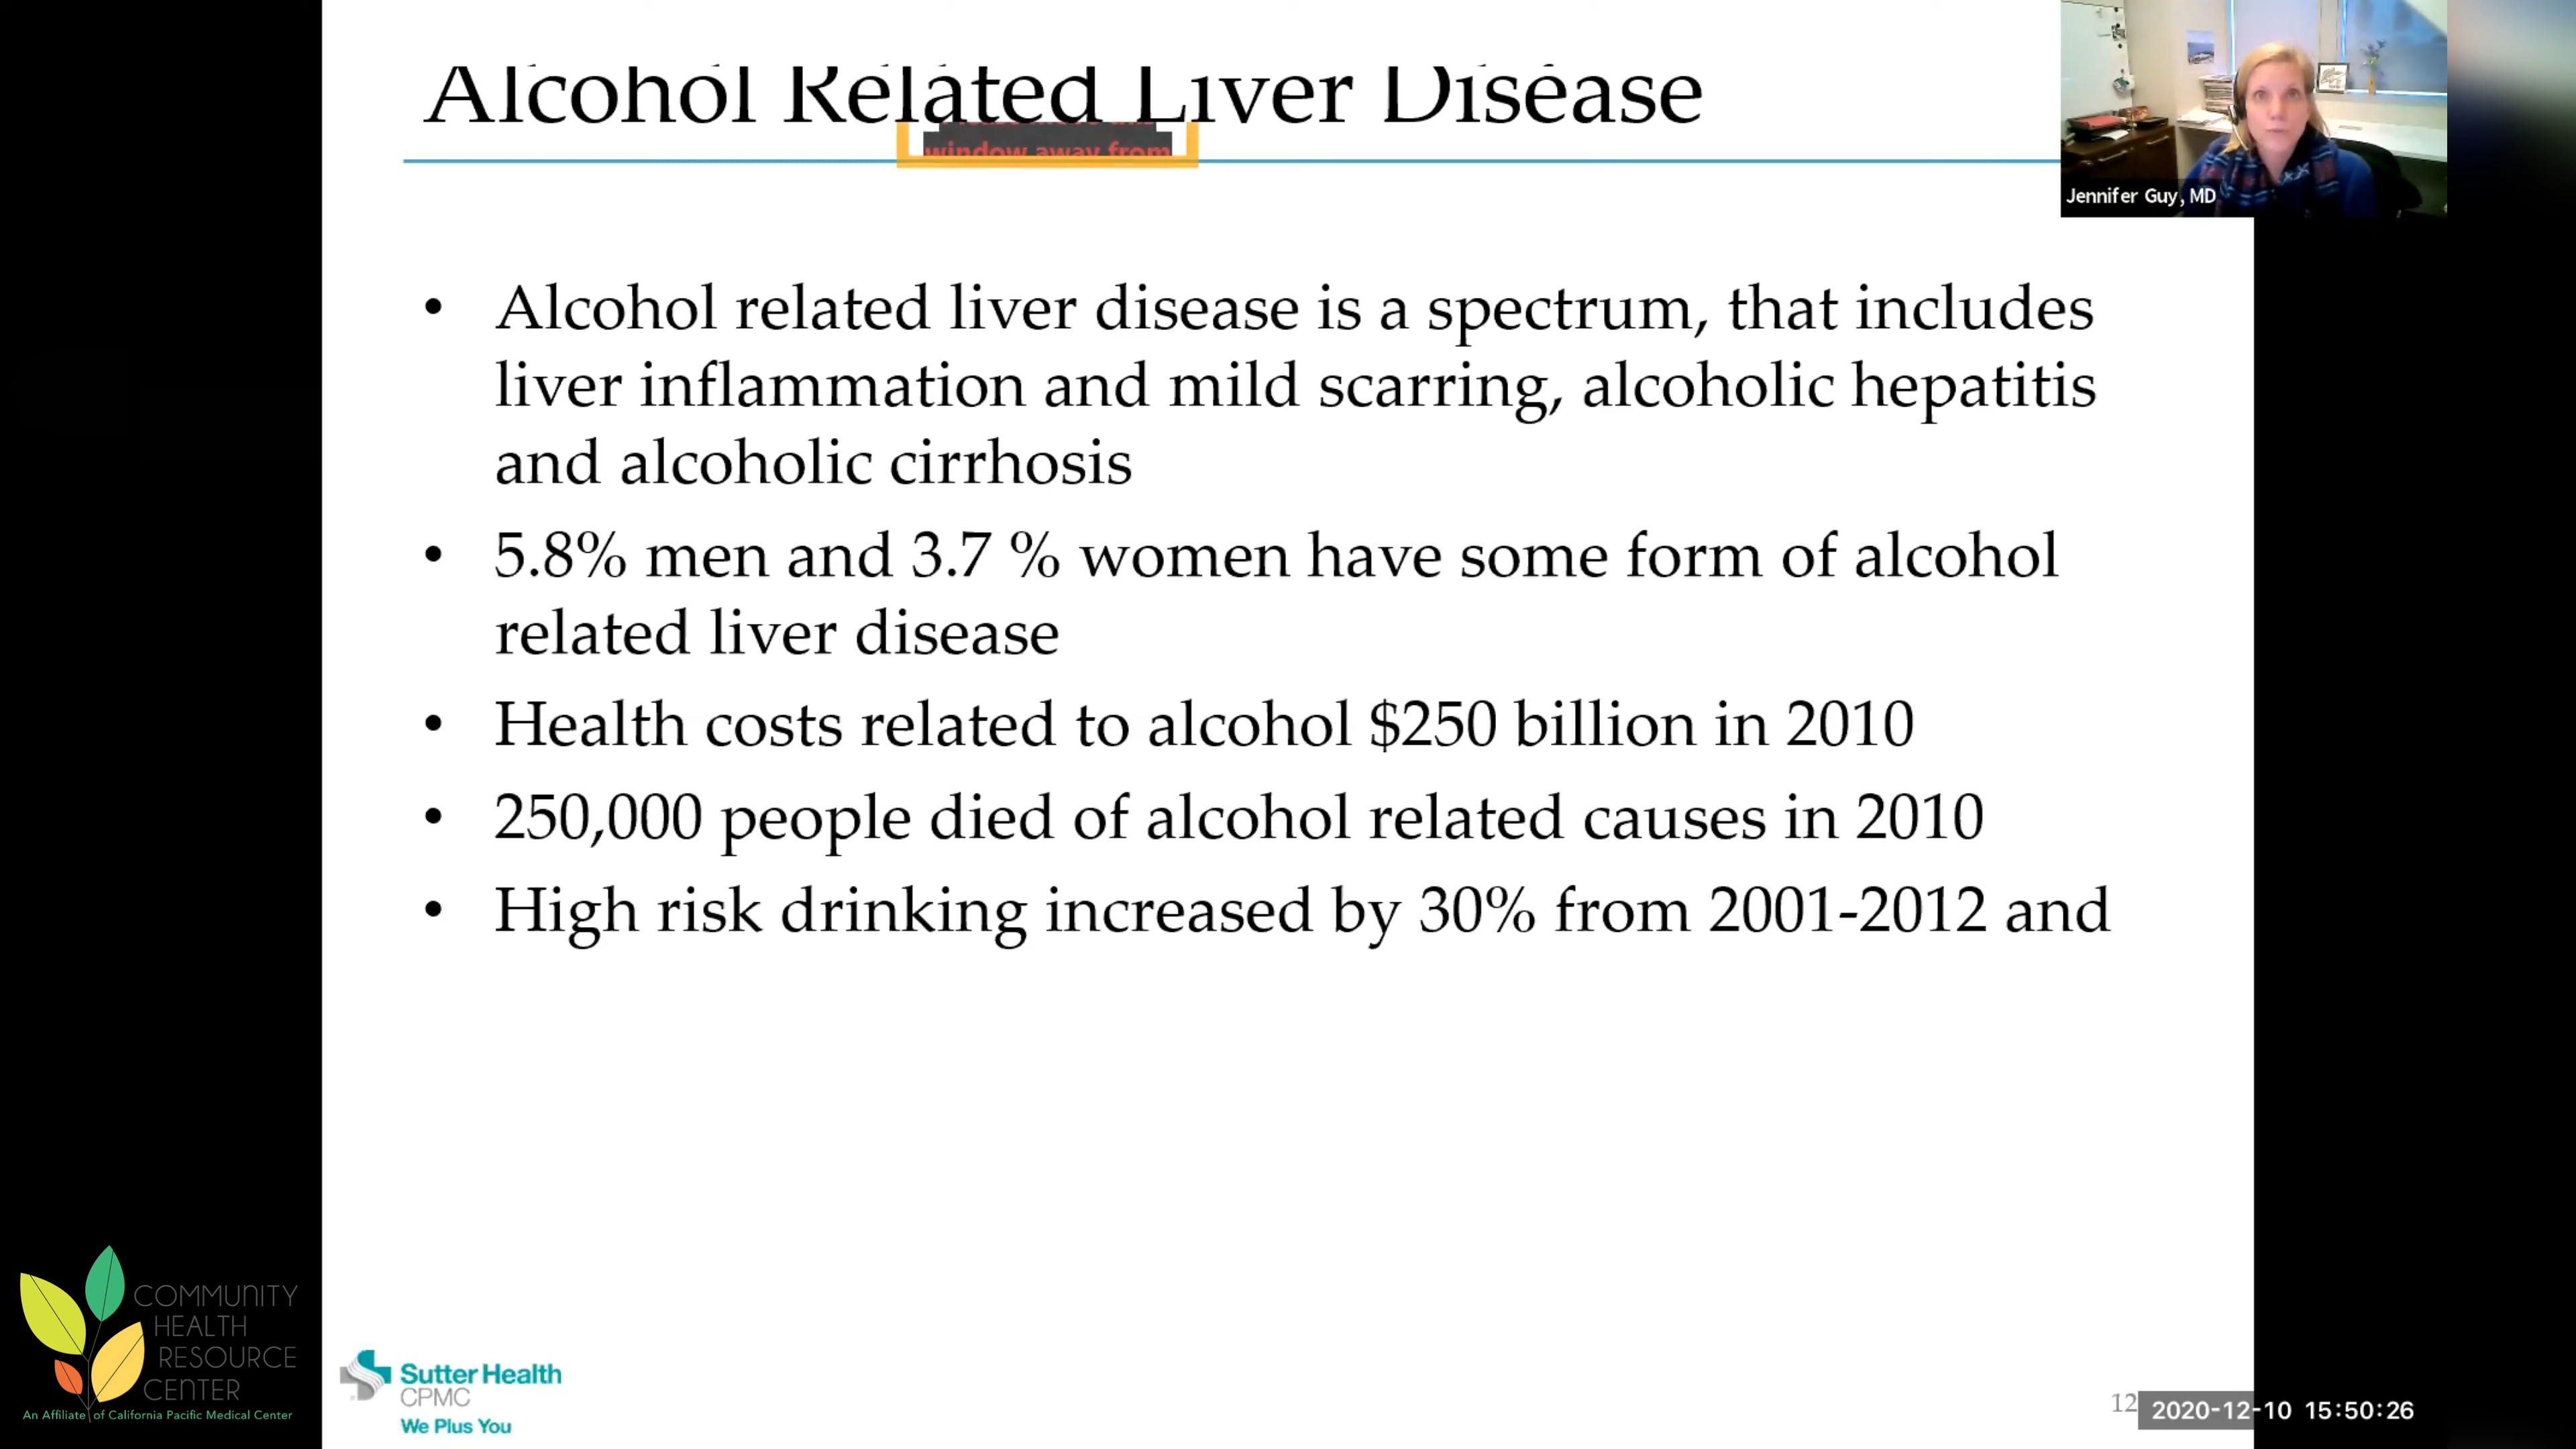 Alcohol Related Liver Disease
window away from
Jennifer Guy, MD
• Alcohol related liver disease is a spectrum, that includes
liver inflammation and mild scarring, alcoholic hepatitis
and alcoholic cirrhosis
• 5.8% men and 3.7 % women have some form of alcohol
related liver disease
• Health costs related to alcohol $250 billion in 2010
• 250,000 people died of alcohol related causes in 2010
• High risk drinking increased by 30% from 2001-2012 and
COMMUNITY
HEALTH
RESOURCE
CENTER
An Affiliate of California Pacific Medical Center
Sutter Health
CPMC
We Plus You
12
2020-12-10 15:50:26